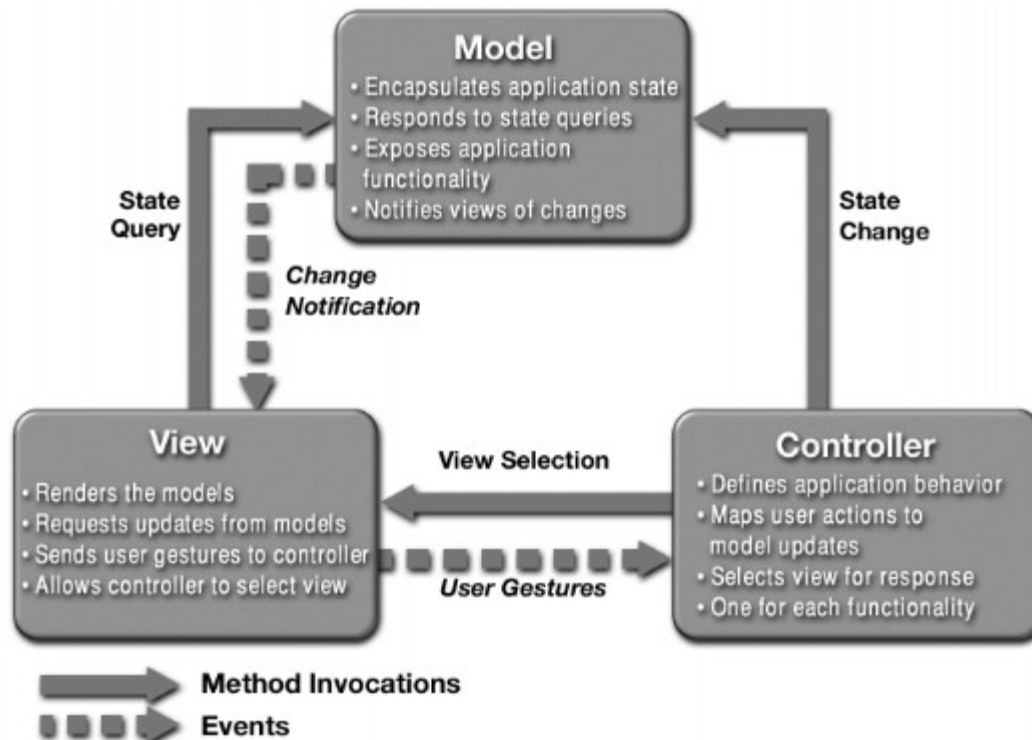 Model
• Encapsulates application state
• Responds to state queries
• Exposes application
functionality
• Notifies views of changes
State
Query
State
Change
Change
Notification
View
• Renders the models
• Requests updates from models
• Sends user gestures to controller
• Allows controller to select view
View Selection
User Gestures
Controller
• Defines application behavior
• Maps user actions to
model updates
• Selects view for response
• One for each functionality
Method Invocations
Events